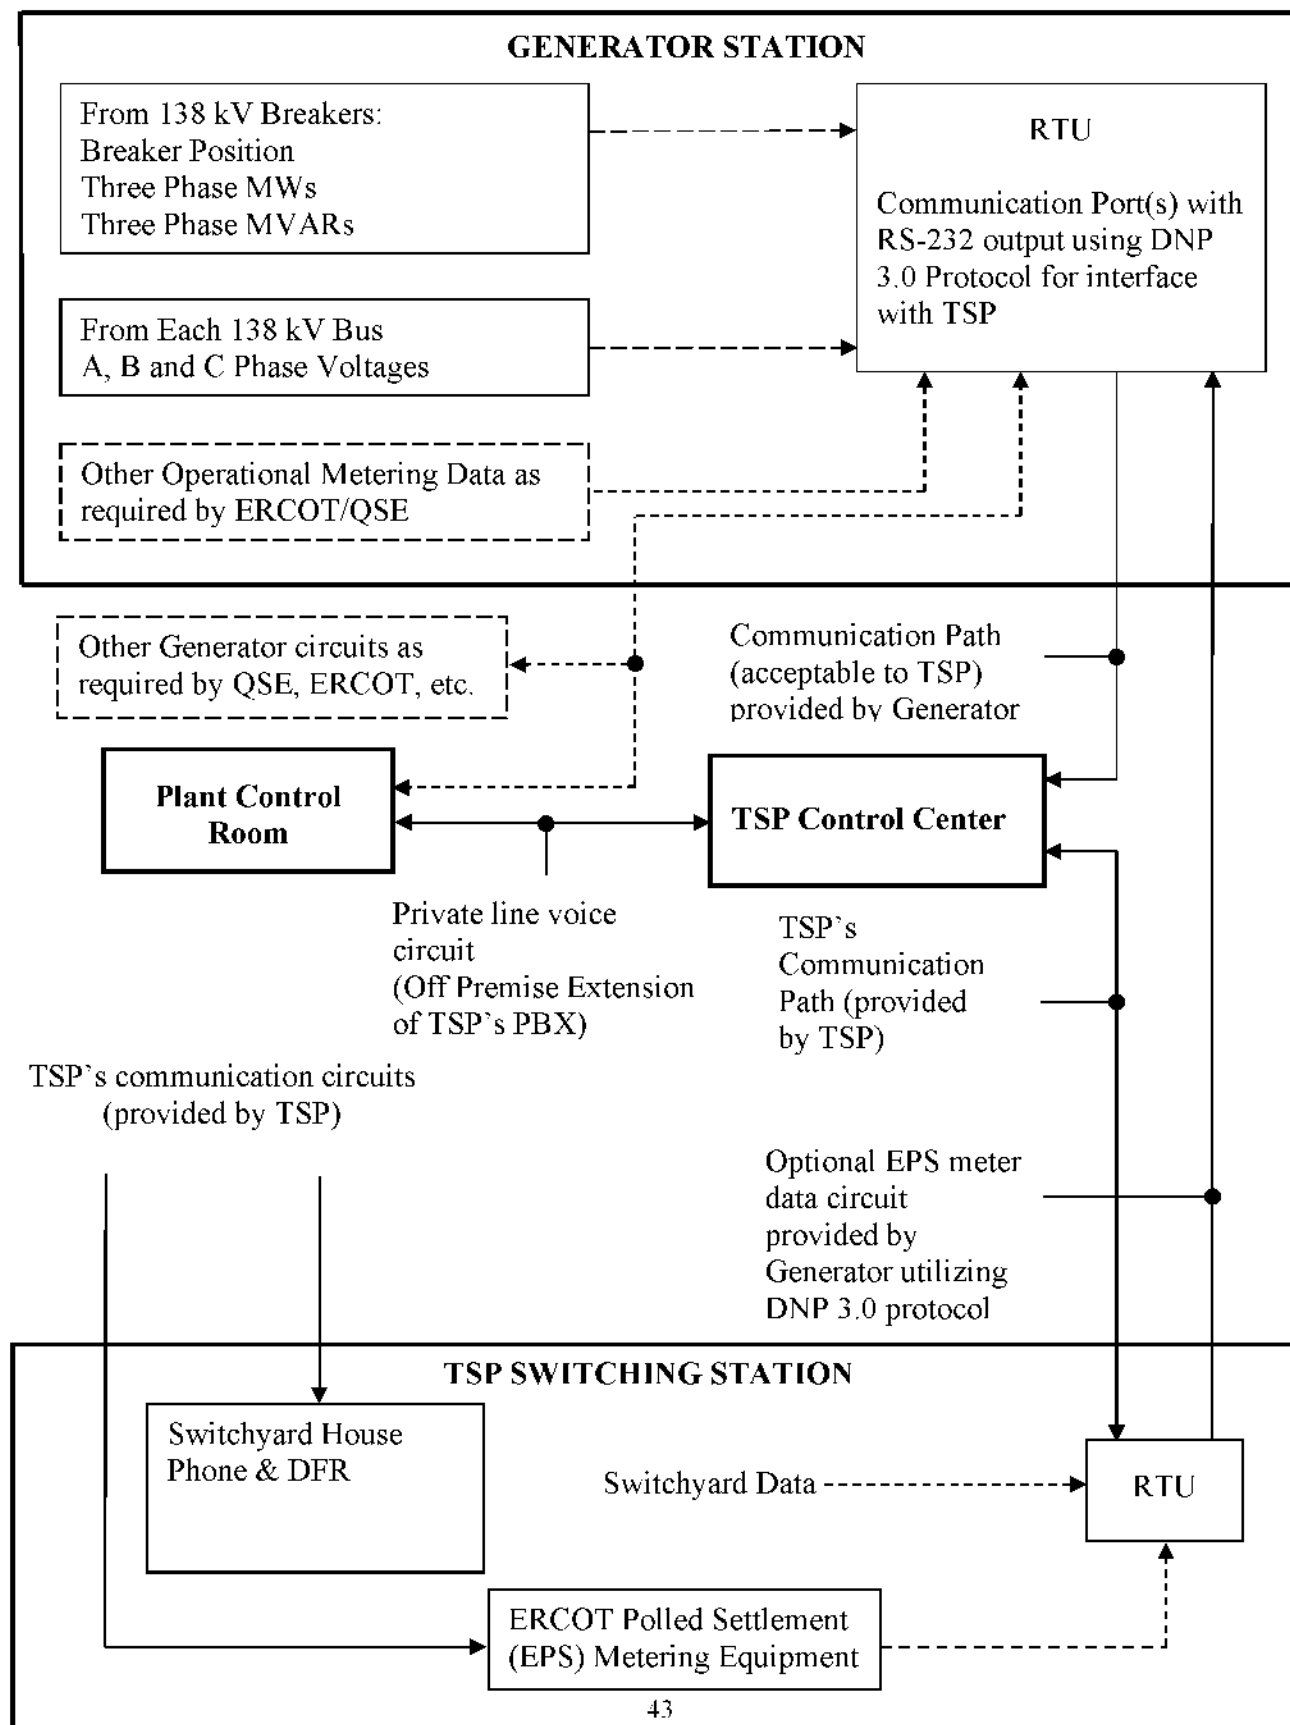 GENERATOR STATION
From 138 kV Breakers:
Breaker Position
Three Phase MWs
Three Phase MVARs
RTU
Communication Port(s) with
RS-232 output using DNP
3.0 Protocol for interface
with TSP
From Each 138 kV Bus
A, B and C Phase Voltages
Other Operational Metering Data as
required by ERCOT/QSE
Other Generator circuits as
required by QSE, ERCOT, etc.
Communication Path
(acceptable to TSP)
provided by Generator
Plant Control
Room
TSP Control Center
Private line voice
circuit
(Off Premise Extension
of TSP's PBX)
TSP's
Communication
Path (provided
by TSP)
TSP's communication circuits
(provided by TSP)
Optional EPS meter
data circuit
provided by
Generator utilizing
DNP 3.0 protocol
TSP SWITCHING STATION
Switchyard House
Phone & DFR
Switchyard Data
RTU
ERCOT Polled Settlement
(EPS) Metering Equipment
43